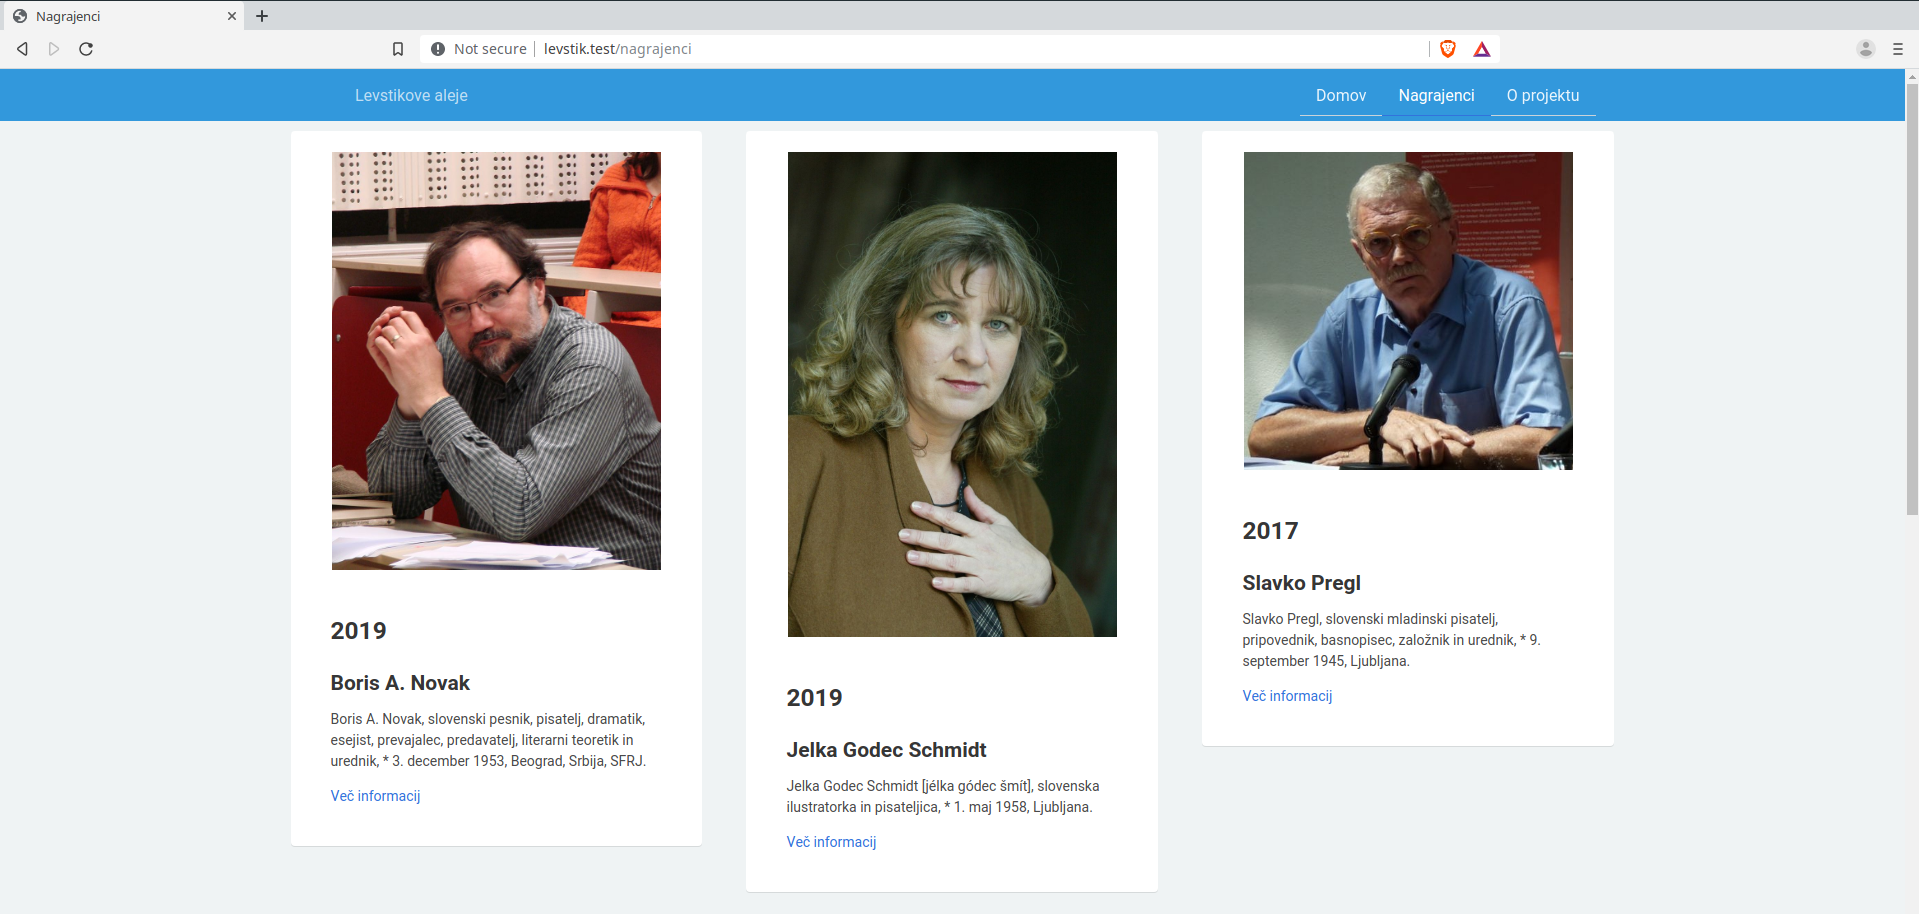 Nagrajenci
Not secure
levstik.test/nagrajenci
Levstikove aleje
Domov
Nagrajenci
O projektu
2019
Boris A. Novak
Boris A. Novak, slovenski pesnik, pisatelj, dramatik,
esejist, prevajalec, predavatelj, literarni teoretik in
urednik, * 3. december 1953, Beograd, Srbija, SFRJ.
Več informacij
2019
Jelka Godec Schmidt
Jelka Godec Schmidt [jélka gódec šmít], slovenska
ilustratorka in pisateljica, * 1. maj 1958, Ljubljana.
Več informacij
2017
Slavko Pregl
Slavko Pregl, slovenski mladinski pisatelj,
pripovednik, basnopisec, založnik in urednik, * 9.
september 1945, Ljubljana.
Več informacij